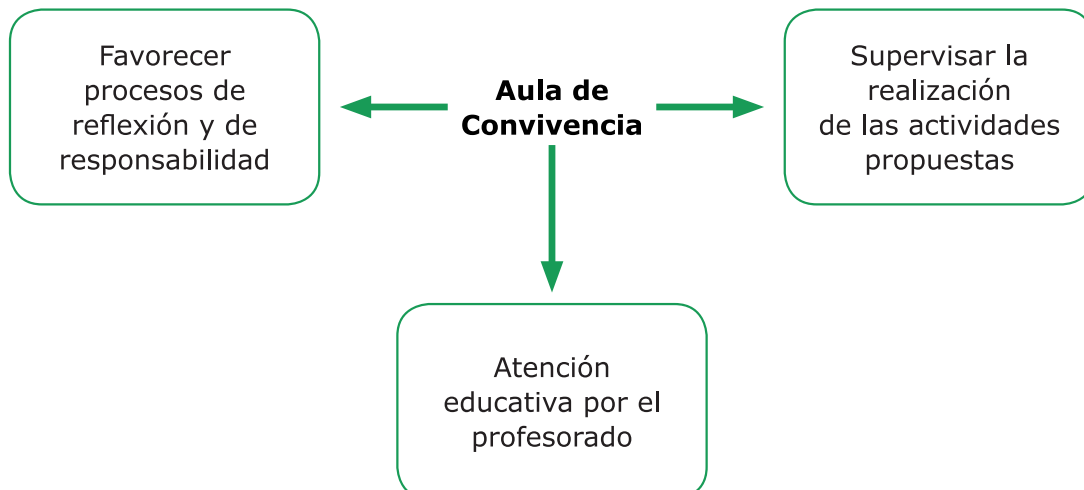 Favorecer
procesos de
reflexión y de
responsabilidad
Aula de
Convivencia
Supervisar la
realización
de las actividades
propuestas
Atención
educativa por el
profesorado